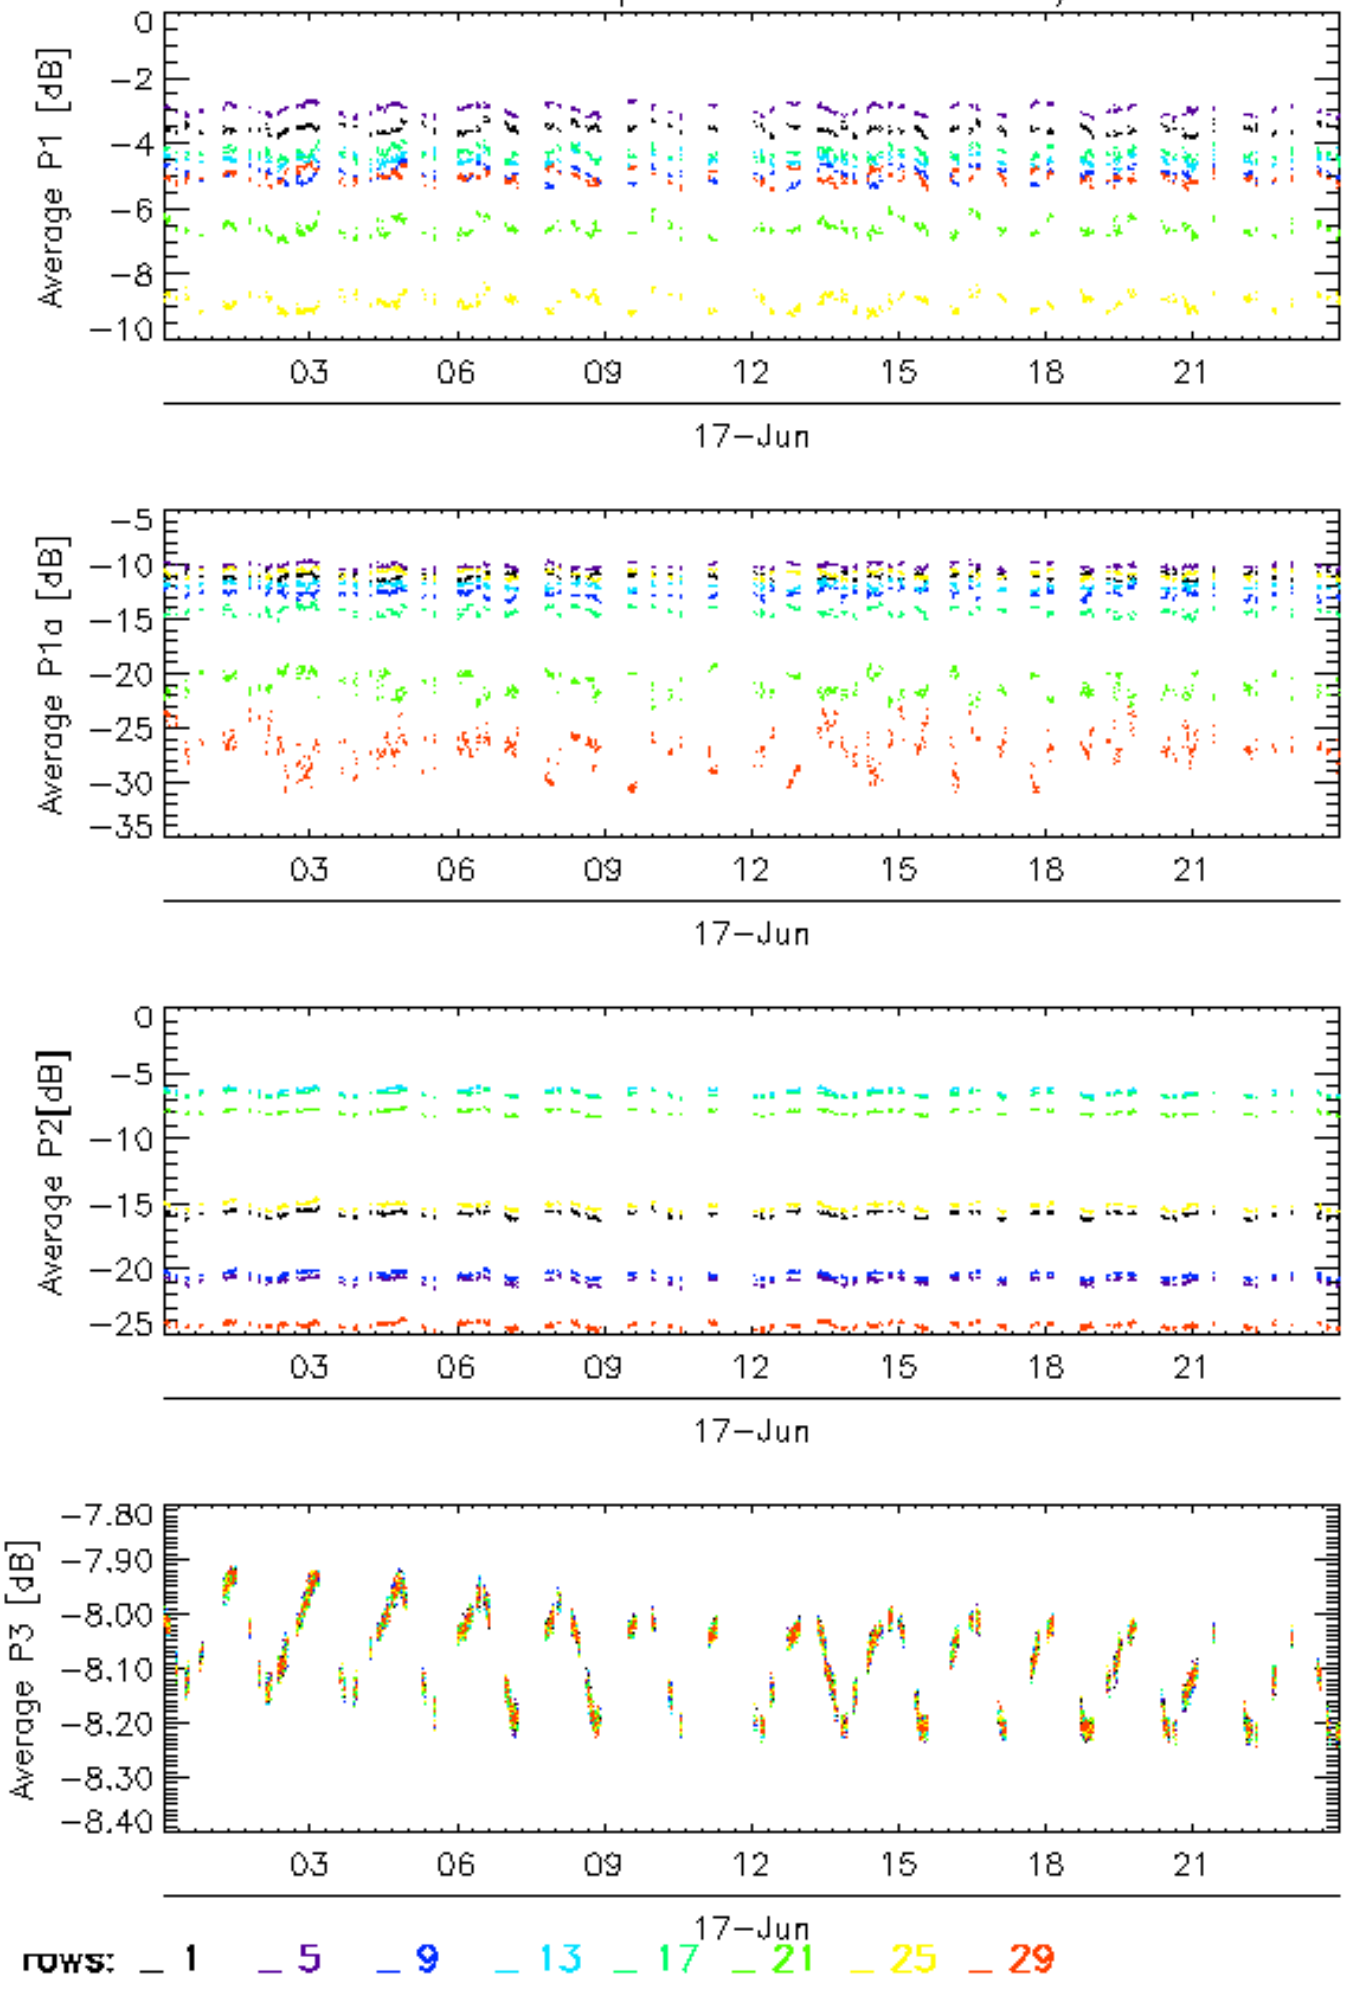 0
−2
−4
−6
−8
−10
Average P1 [dB]
03 06 09 12 15 18 21
17−Jun
−5
−10
−15
−20
−25
−30
−35
Average P1a [dB]
03 06 09 12 15 18 21
17−Jun
0
−5
−10
−15
−20
−25
Average P2[dB]
03 06 09 12 15 18 21
17−Jun
−7.80
−7.90
−8.00
−8.10
−8.20
−8.30
−8.40
Average P3 [dB]
03 06 09 12 15 18 21
17−Jun
rows: _ 1 _ 5 _ 9 _ 13 _ 17 _ 21 _ 25 _ 29